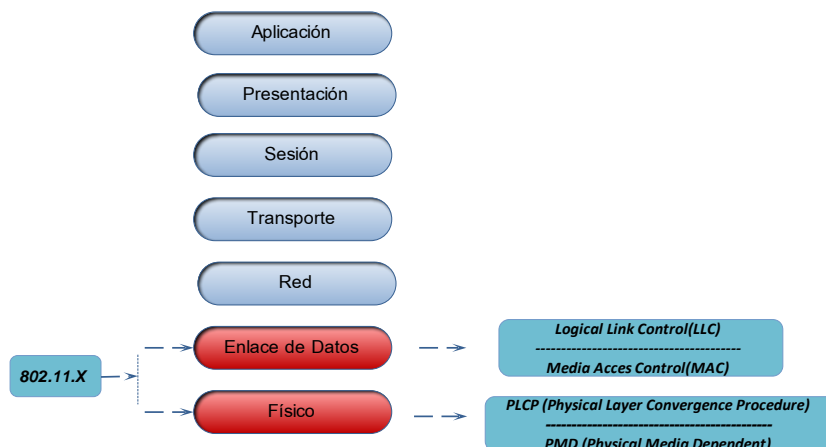 Aplicación
Presentación
Sesión
Transporte
Red
Enlace de Datos
Logical Link Control(LLC)
Media Acces Control(MAC)
802.11.X
Físico
PLCP (Physical Layer Convergence Procedure)
PMD (Physical Media Dependent)